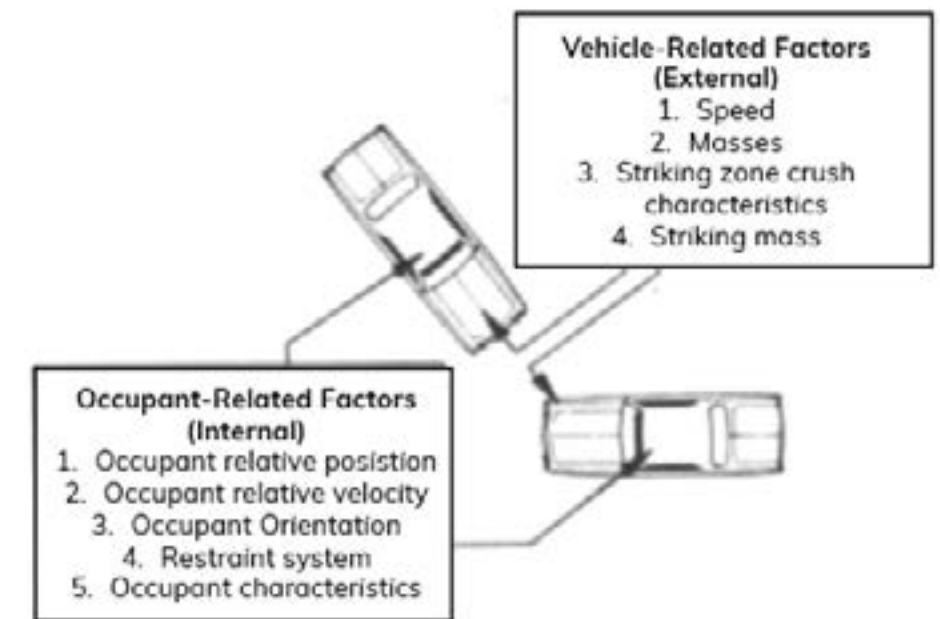 Vehicle-Related Factors
(External)
1. Speed
2. Masses
3. Striking zone crush
characteristics
4. Striking mass
Occupant-Related Factors
(Internal)
1. Occupant relative posistion
2. Occupant relative velocity
3. Occupant Orientation
4. Restraint system
5. Occupant characteristics